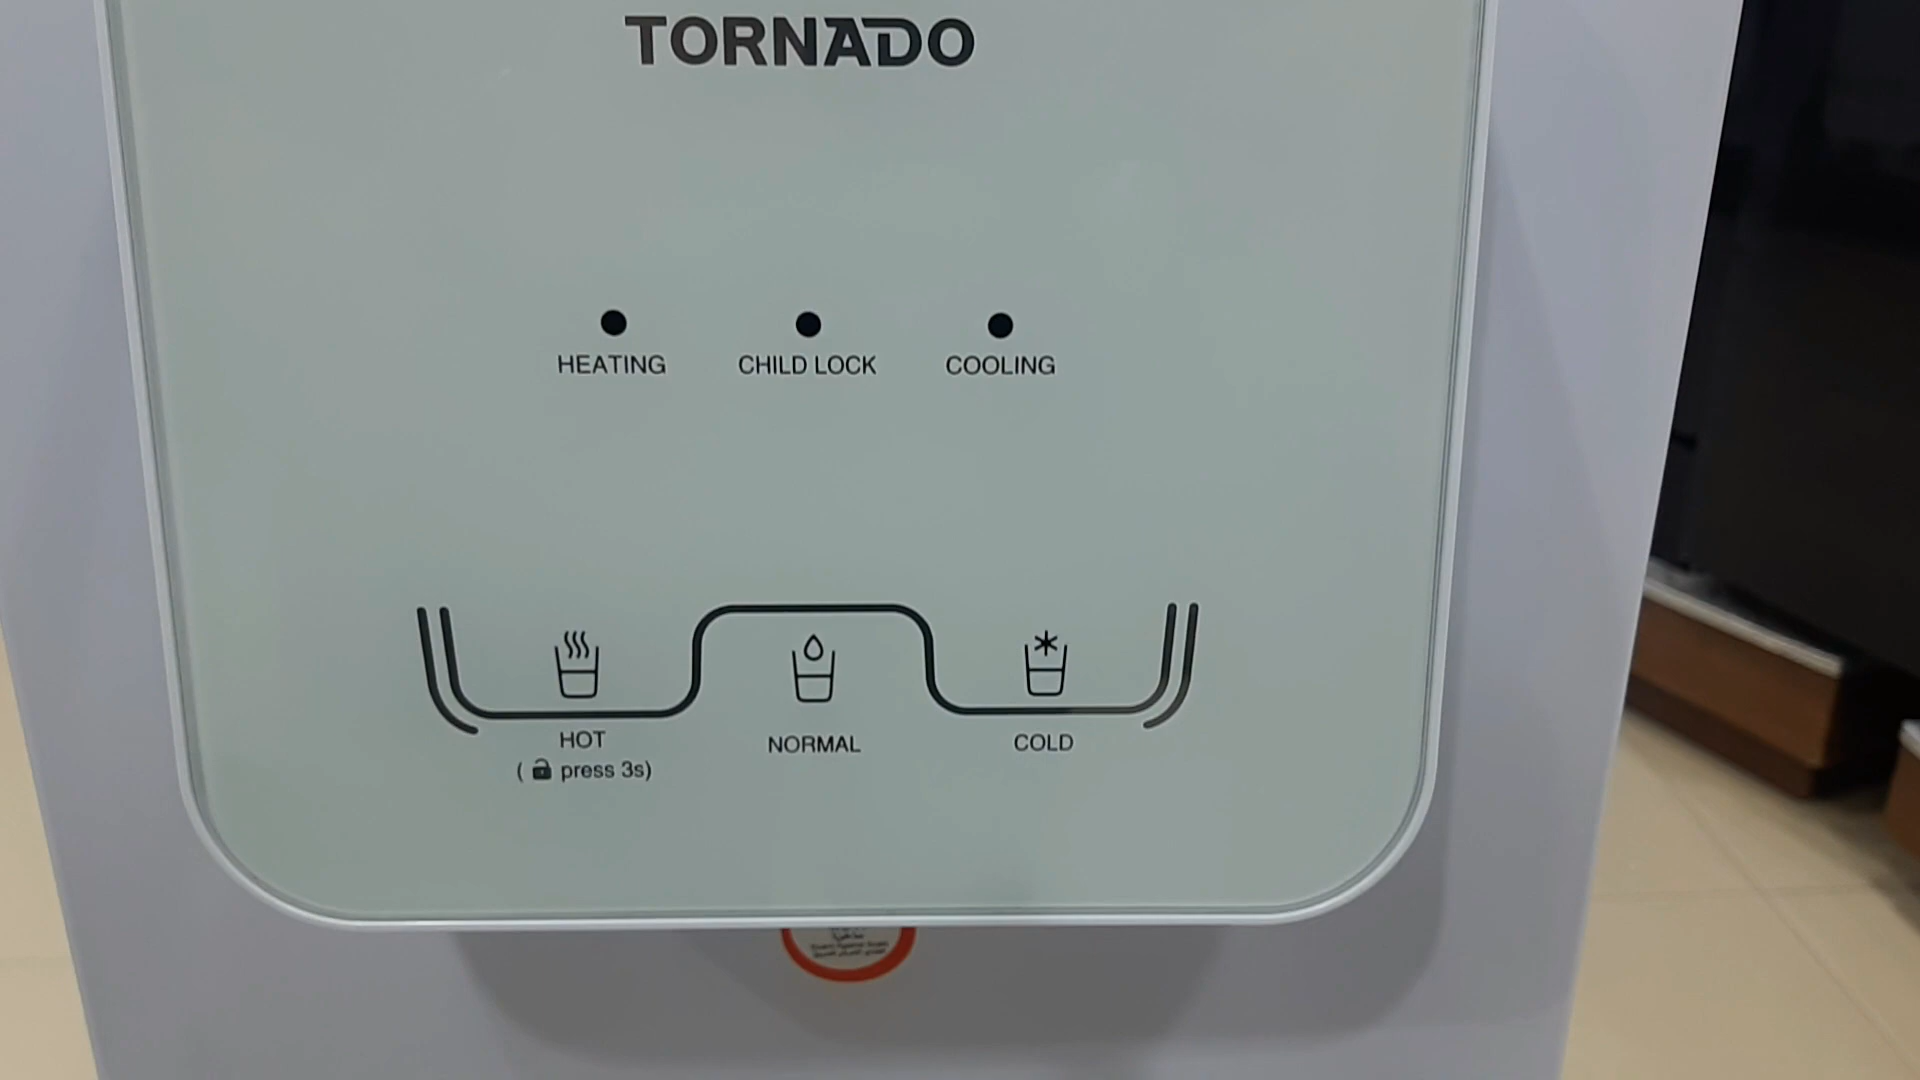 TORNADO
HEATING
CHILD LOCK
COOLING
HOT
( press 3s)
NORMAL
COLD